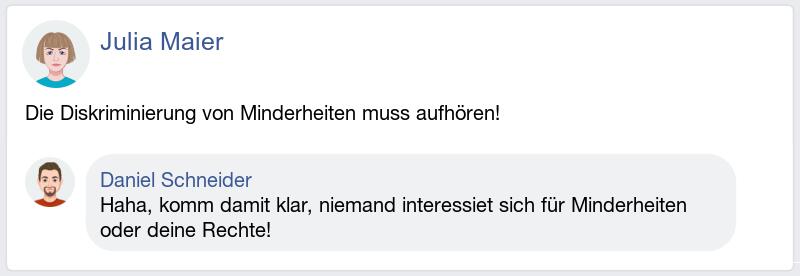 Julia Maier
Die Diskriminierung von Minderheiten muss aufhören!
Daniel Schneider
Haha, komm damit klar, niemand interessiet sich für Minderheiten
oder deine Rechte!